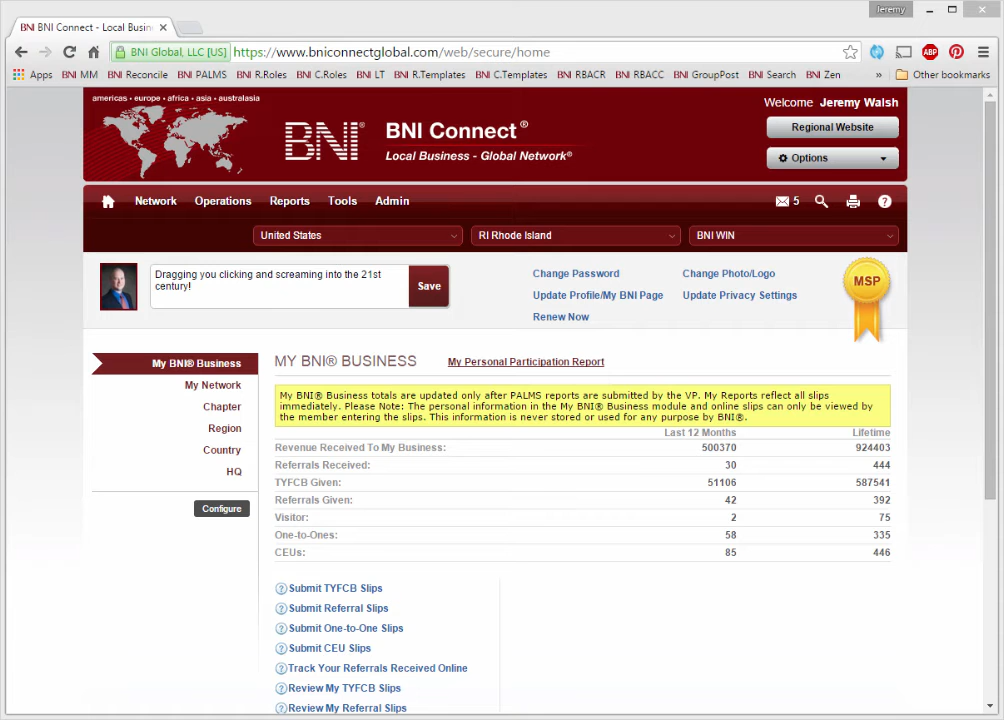 Jeremy
BNI BNI Connect - Local Busin
BNI Global, LLC [US] https://www.bniconnectglobal.com/web/secure/home
ABP
Apps BNI MM BNI Reconcile BNI PALMS BNI R.Roles BNI C.Roles BNI LT BNI R.Templates BNI C.Templates BNI RBACR BNI RBACC BNI GroupPost BNI Search BNI Zen » Other bookmarks
americas • europe • africa • asia • australasia
Welcome Jeremy Walsh
BNI® BNI Connect®
Regional Website
Local Business - Global Network®
Options
Network Operations Reports Tools Admin 5
United States RI Rhode Island BNI WIN
Dragging you clicking and screaming into the 21st
century!
Save
Change Password Change Photo/Logo
Update Profile/My BNI Page Update Privacy Settings
Renew Now
MSP
My BNI® Business
My Network
Chapter
Region
Country
HQ
Configure
MY BNI® BUSINESS My Personal Participation Report
My BNI® Business totals are updated only after PALMS reports are submitted by the VP. My Reports reflect all slips
immediately. Please Note: The personal information in the My BNI® Business module and online slips can only be viewed by
the member entering the slips. This information is never stored or used for any purpose by BNI®.
Last 12 Months Lifetime
Revenue Received To My Business: 500370 924403
Referrals Received: 30 444
TYFCB Given: 51106 587541
Referrals Given: 42 392
Visitor: 2 75
One-to-Ones: 58 335
CEUs: 85 446
Submit TYFCB Slips
Submit Referral Slips
Submit One-to-One Slips
Submit CEU Slips
Track Your Referrals Received Online
Review My TYFCB Slips
Review My Referral Slips